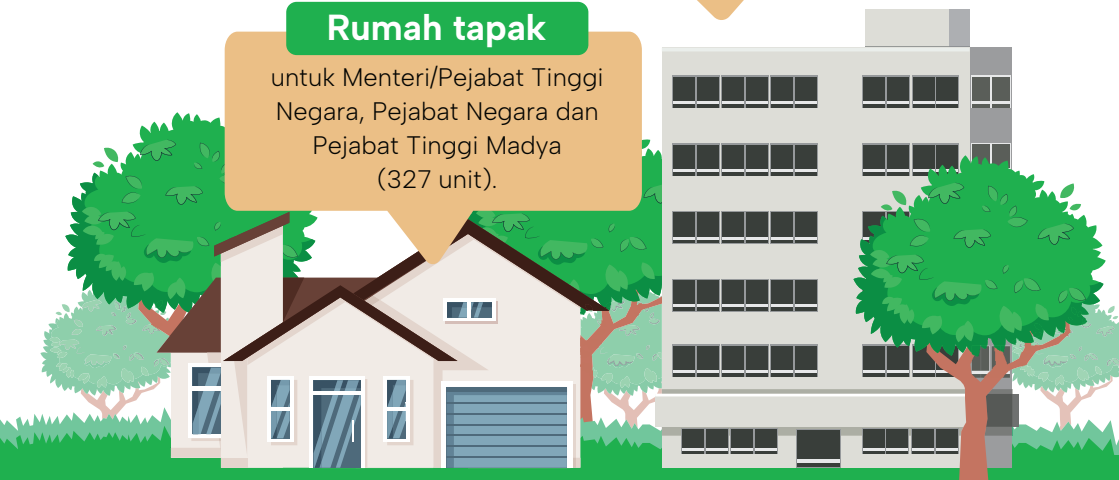 Rumah tapak
untuk Menteri/Pejabat Tinggi
Negara, Pejabat Negara dan
Pejabat Tinggi Madya
(327 unit).